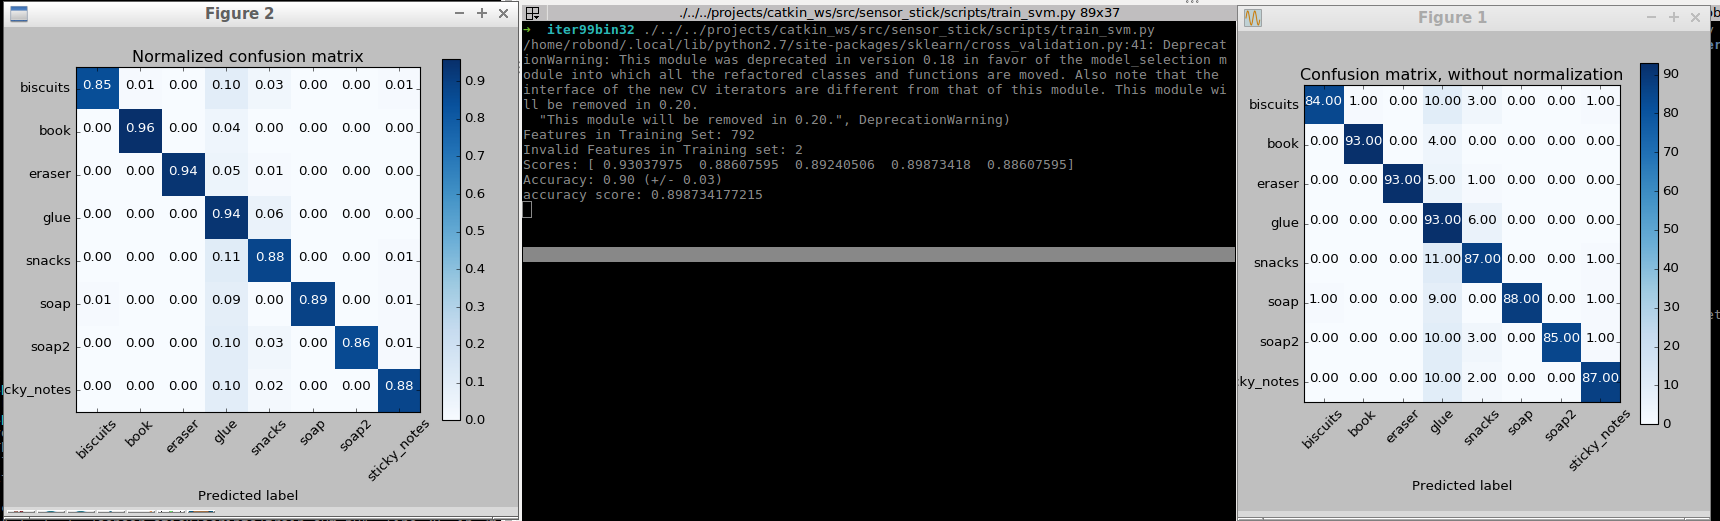 Figure 2
Normalized confusion matrix
biscuits 0.85 0.01 0.00 0.10 0.03 0.00 0.00 0.01
book 0.00 0.96 0.00 0.04 0.00 0.00 0.00 0.00
eraser 0.00 0.00 0.94 0.05 0.01 0.00 0.00 0.00
glue 0.00 0.00 0.00 0.94 0.06 0.00 0.00 0.00
snacks 0.00 0.00 0.00 0.11 0.88 0.00 0.00 0.01
soap 0.01 0.00 0.00 0.09 0.00 0.89 0.00 0.01
soap2 0.00 0.00 0.00 0.10 0.03 0.00 0.86 0.01
cky_notes 0.00 0.00 0.00 0.10 0.02 0.00 0.00 0.88
biscuits book eraser glue snacks soap soap2 sticky_notes
Predicted label
0.9
0.8
0.7
0.6
0.5
0.4
0.3
0.2
0.1
0.0
./../../projects/catkin_ws/src/sensor_stick/scripts/train_svm.py 89x37
➜ iter99bin32 ./../../projects/catkin_ws/src/sensor_stick/scripts/train_svm.py
/home/robond/.local/lib/python2.7/site-packages/sklearn/cross_validation.py:41: Deprecat
ionWarning: This module was deprecated in version 0.18 in favor of the model_selection m
odule into which all the refactored classes and functions are moved. Also note that the
interface of the new CV iterators are different from that of this module. This module wi
ll be removed in 0.20.
"This module will be removed in 0.20.", DeprecationWarning)
Features in Training Set: 792
Invalid Features in Training set: 2
Scores: [ 0.93037975 0.88607595 0.89240506 0.89873418 0.88607595]
Accuracy: 0.90 (+/- 0.03)
accuracy score: 0.898734177215
Figure 1
Confusion matrix, without normalization
biscuits 84.00 1.00 0.00 10.00 3.00 0.00 0.00 1.00
book 0.00 93.00 0.00 4.00 0.00 0.00 0.00 0.00
eraser 0.00 0.00 93.00 5.00 1.00 0.00 0.00 0.00
glue 0.00 0.00 0.00 93.00 6.00 0.00 0.00 0.00
snacks 0.00 0.00 0.00 11.00 87.00 0.00 0.00 1.00
soap 1.00 0.00 0.00 9.00 0.00 88.00 0.00 1.00
soap2 0.00 0.00 0.00 10.00 3.00 0.00 85.00 1.00
ky_notes 0.00 0.00 0.00 10.00 2.00 0.00 0.00 87.00
biscuits book eraser glue snacks soap soap2 sticky_notes
Predicted label
90
80
70
60
50
40
30
20
10
0